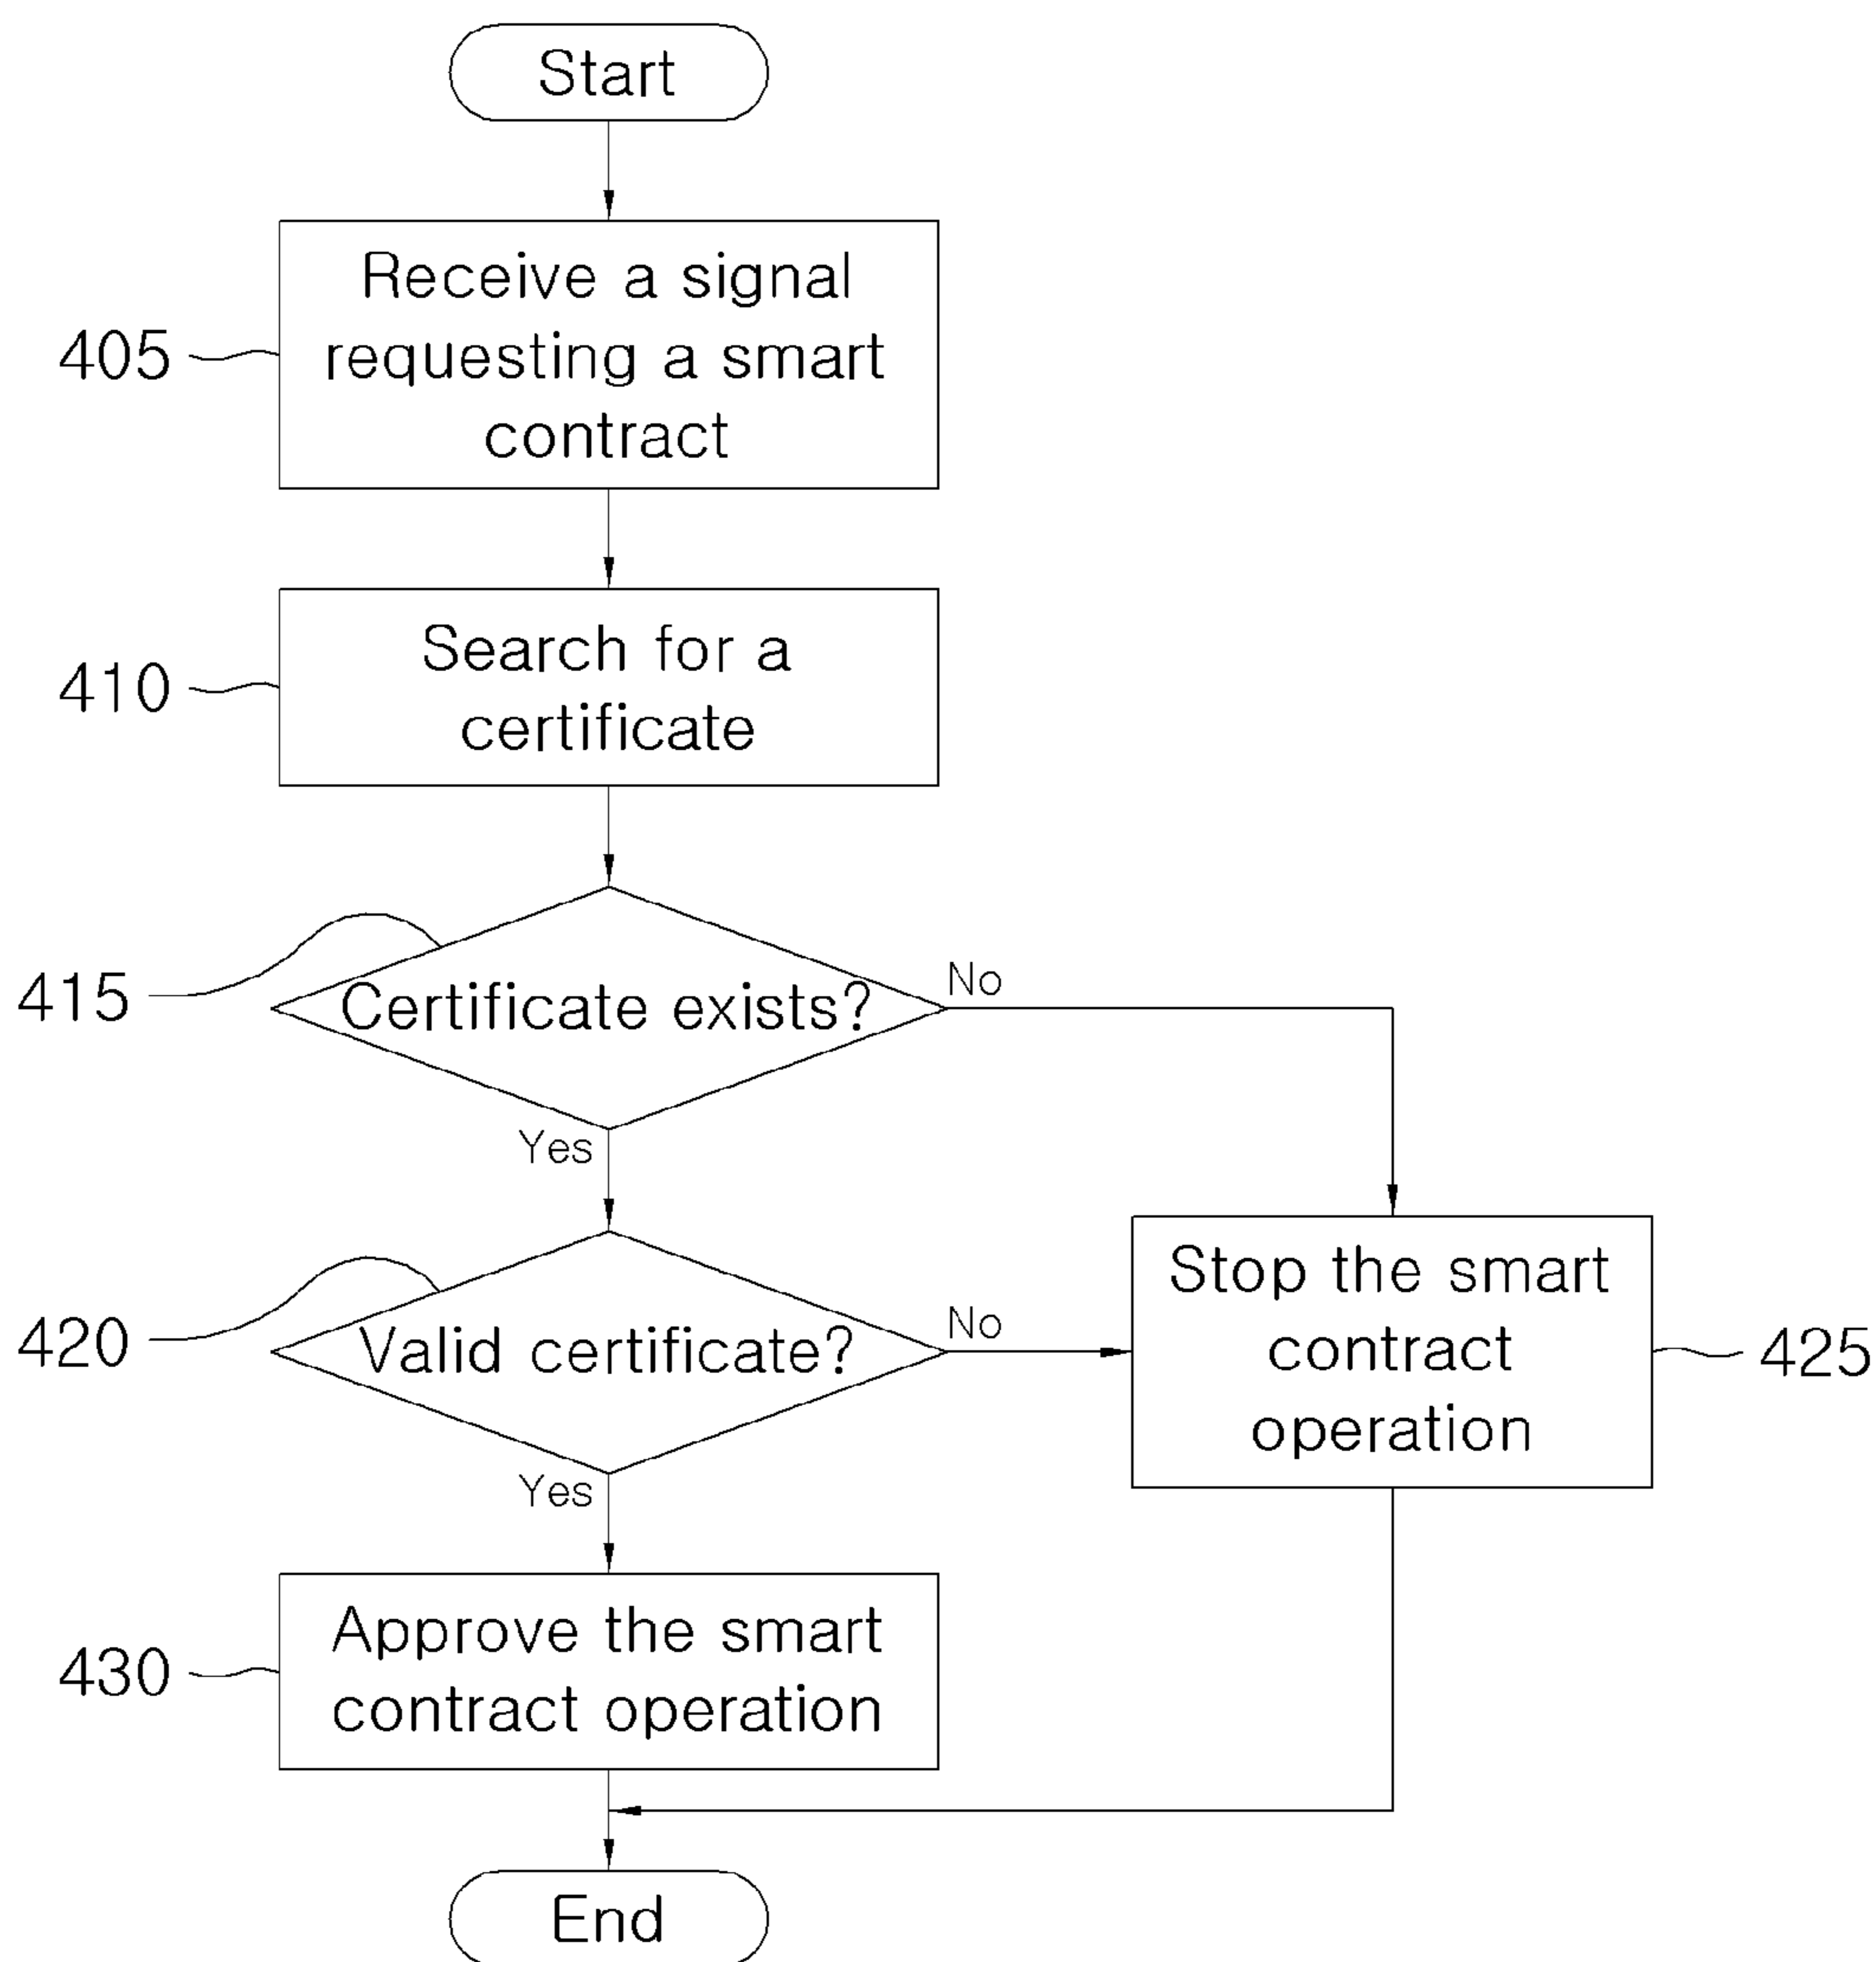 Start
405
Receive a signal
requesting a smart
contract
410
Search for a
certificate
415
Certificate exists?
No
Yes
420
Valid certificate?
No
Stop the smart
contract
operation
425
Yes
430
Approve the smart
contract operation
End